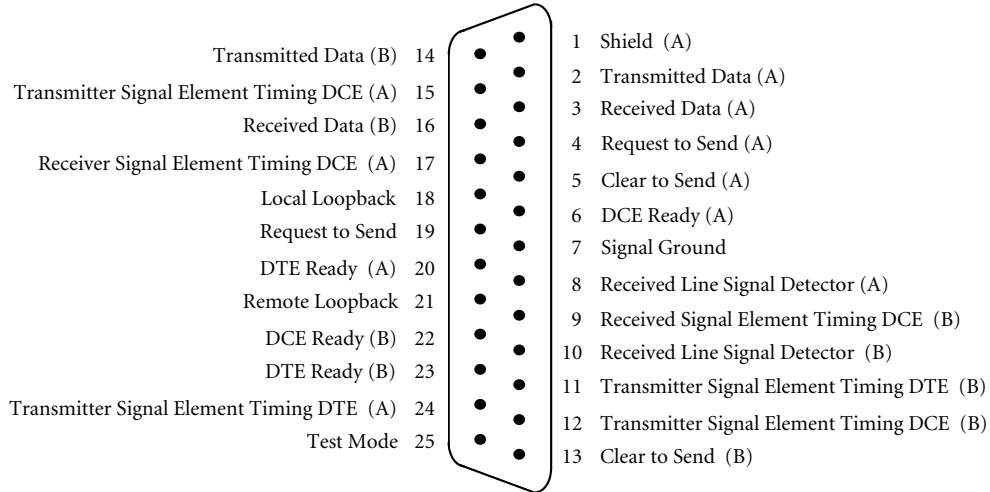 Transmitted Data (B) 14
Transmitter Signal Element Timing DCE (A) 15
Received Data (B) 16
Receiver Signal Element Timing DCE (A) 17
Local Loopback 18
Request to Send 19
DTE Ready (A) 20
Remote Loopback 21
DCE Ready (B) 22
DTE Ready (B) 23
Transmitter Signal Element Timing DTE (A) 24
Test Mode 25
1 Shield (A)
2 Transmitted Data (A)
3 Received Data (A)
4 Request to Send (A)
5 Clear to Send (A)
6 DCE Ready (A)
7 Signal Ground
8 Received Line Signal Detector (A)
9 Received Signal Element Timing DCE (B)
10 Received Line Signal Detector (B)
11 Transmitter Signal Element Timing DTE (B)
12 Transmitter Signal Element Timing DCE (B)
13 Clear to Send (B)